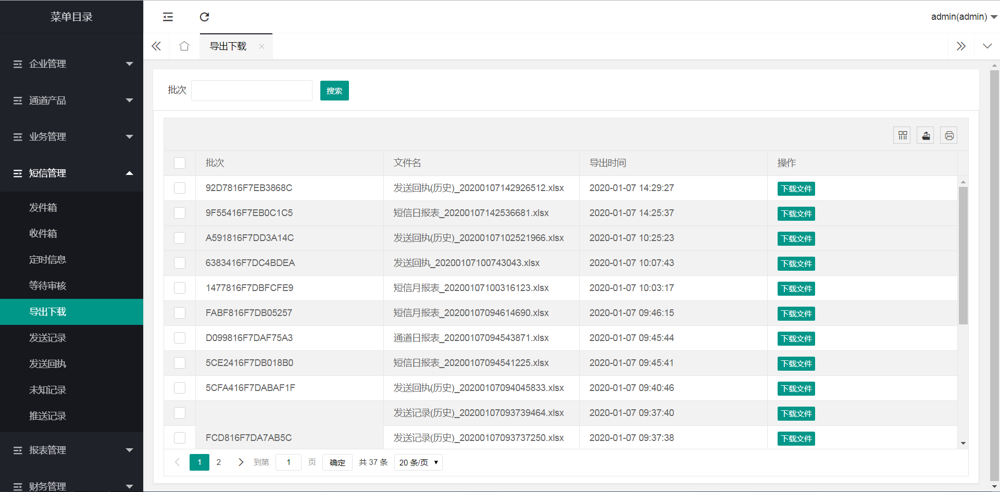 菜单目录
企业管理
通道产品
业务管理
短信管理
发件箱
收件箱
定时信息
等待审核
导出下载
发送记录
发送回执
未知记录
推送记录
报表管理
财务管理
admin(admin)
导出下载
批次 搜索
批次 文件名 导出时间 操作
92D7816F7EB3868C 发送回执(历史)_20200107142926512.xlsx 2020-01-07 14:29:27 下载文件
9F55416F7EB0C1C5 短信日报表_20200107142536681.xlsx 2020-01-07 14:25:37 下载文件
A591816F7DD3A14C 发送回执(历史)_20200107102521966.xlsx 2020-01-07 10:25:23 下载文件
6383416F7DC4BDEA 发送回执_20200107100743043.xlsx 2020-01-07 10:07:43 下载文件
1477816F7DBFCFE9 短信月报表_20200107100316123.xlsx 2020-01-07 10:03:17 下载文件
FABF816F7DB05257 短信月报表_20200107094614690.xlsx 2020-01-07 09:46:15 下载文件
D099816F7DAF75A3 通道日报表_20200107094543871.xlsx 2020-01-07 09:45:44 下载文件
5CE2416F7DB018B0 短信日报表_20200107094541225.xlsx 2020-01-07 09:45:41 下载文件
5CFA416F7DABAF1F 发送回执(历史)_20200107094045833.xlsx 2020-01-07 09:40:46 下载文件
发送记录(历史)_20200107093739464.xlsx 2020-01-07 09:37:40 下载文件
FCD816F7DA7AB5C 发送记录(历史)_20200107093737250.xlsx 2020-01-07 09:37:38 下载文件
1 2 到第 1 页 确定 共 37 条 20 条/页